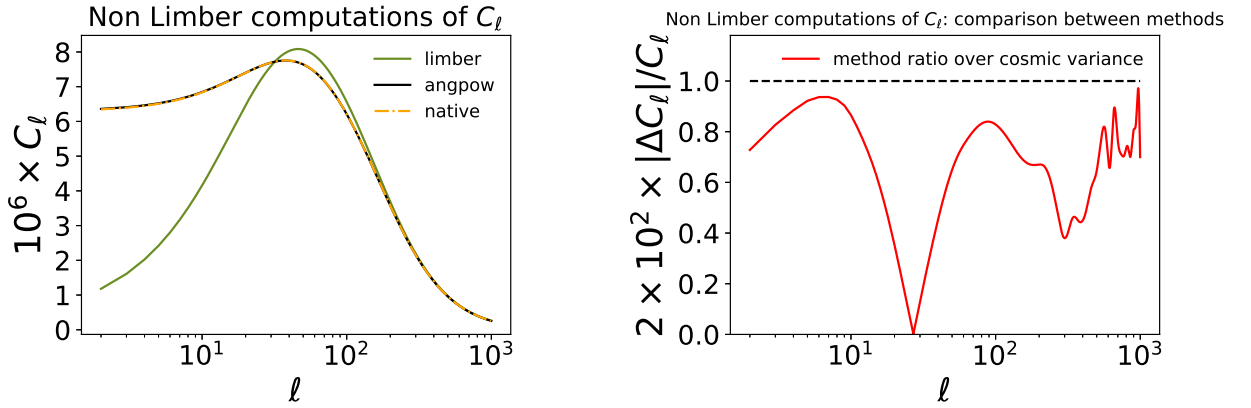 Non Limber computations of $C_\ell$
$10^6 \times C_\ell$
8
7
6
5
4
3
2
1
0
limber
angpow
native
$10^1$ $10^2$ $10^3$
$\ell$
Non Limber computations of $C_\ell$: comparison between methods
$2 \times 10^2 \times |\Delta C_\ell|/C_\ell$
method ratio over cosmic variance
1.0
0.8
0.6
0.4
0.2
0.0
$10^1$ $10^2$ $10^3$
$\ell$